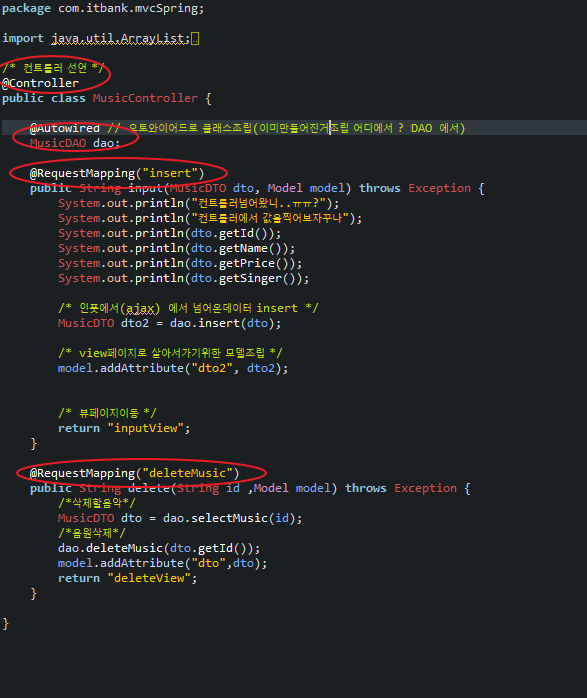 package com.itbank.mvcSpring;
import java.util.ArrayList;
/* 컨트롤러 선언 */
@Controller
public class MusicController {
@Autowired // 오토와이어드로 클래스조립(이미만들어진거조립 어디에서 ? DAO 에서)
MusicDAO dao;
@RequestMapping("insert")
public String input(MusicDTO dto, Model model) throws Exception {
System.out.println("컨트롤러넘어왔니..ㅠㅠ?");
System.out.println("컨트롤러에서 값을찍어보자꾸나");
System.out.println(dto.getId());
System.out.println(dto.getName());
System.out.println(dto.getPrice());
System.out.println(dto.getSinger());
/* 인풋에서(ajax) 에서 넘어온데이터 insert */
MusicDTO dto2 = dao.insert(dto);
/* view페이지로 살아서가기위한 모델조립 */
model.addAttribute("dto2", dto2);
/* 뷰페이지이동 */
return "inputView";
}
@RequestMapping("deleteMusic")
public String delete(String id ,Model model) throws Exception {
/*삭제할음악*/
MusicDTO dto = dao.selectMusic(id);
/*음원삭제*/
dao.deleteMusic(dto.getId());
model.addAttribute("dto",dto);
return "deleteView";
}
}